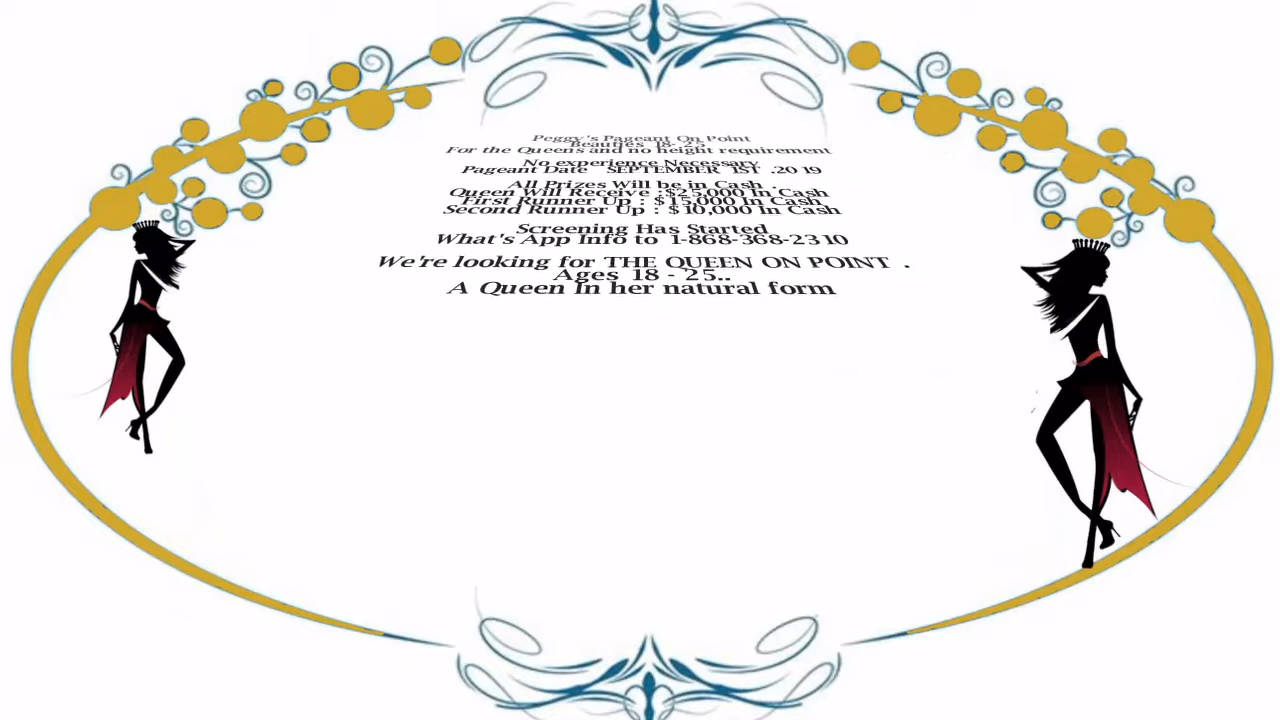 Peggy's Pageant On Point
Beauties 18-25
For the Queens and no height requirement
No experience Necessary
Pageant Date SEPTEMBER 1ST .2019
All Prizes Will be in Cash .
Queen Will Receive :$25,000 In Cash
First Runner Up : $15,000 In Cash
Second Runner Up : $10,000 In Cash
Screening Has Started
What's App Info to 1-868-368-2310
We're looking for THE QUEEN ON POINT .
Ages 18 - 25..
A Queen In her natural form